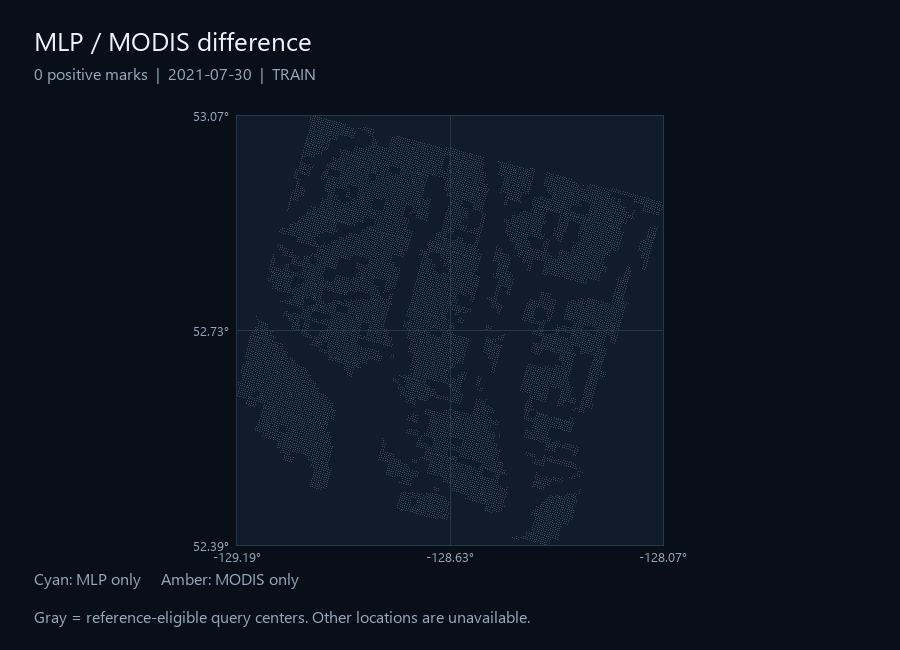 MLP / MODIS difference
0 positive marks | 2021-07-30 | TRAIN
53.07°
52.73°
52.39°
-129.19° -128.63° -128.07°
Cyan: MLP only Amber: MODIS only
Gray = reference-eligible query centers. Other locations are unavailable.